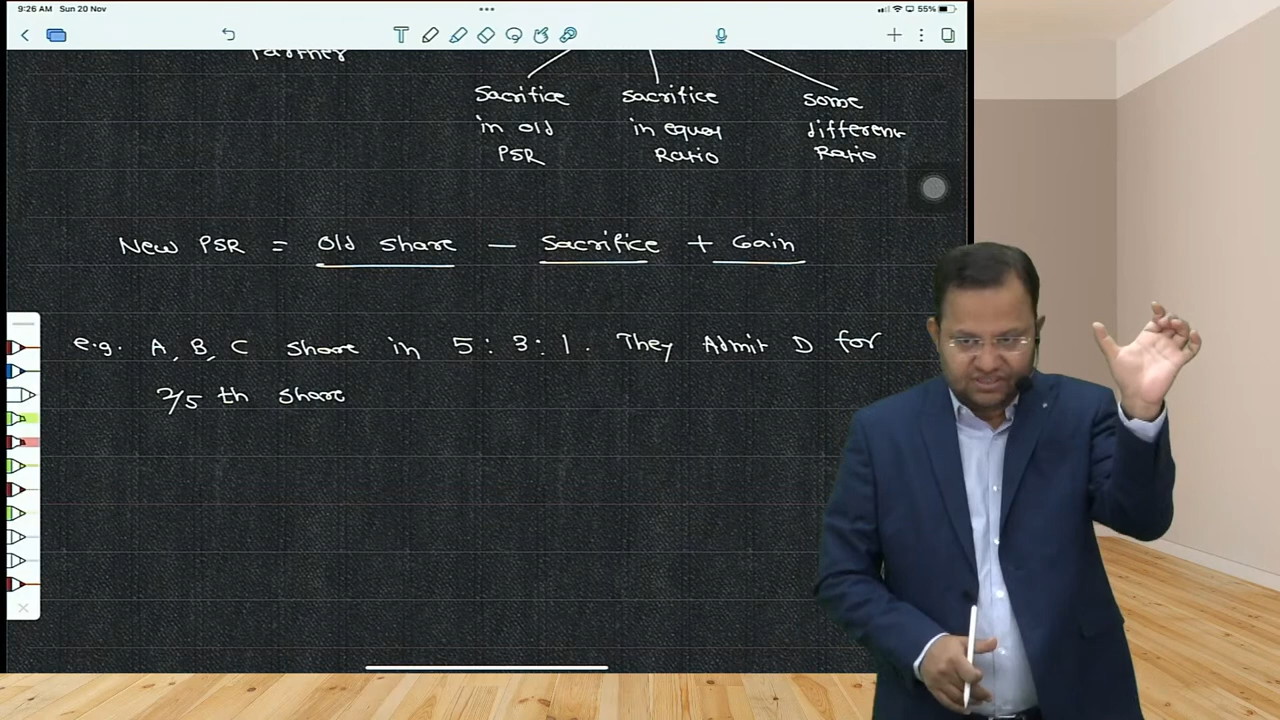 9:26 AM Sun 20 Nov
55%
Partner
Sacrifice in old PSR
Sacrifice in equal Ratio
Some different Ratio
New PSR = Old share — Sacrifice + Gain
e.g. A, B, C share in 5 : 3 : 1. They Admit D for
2/5 th share